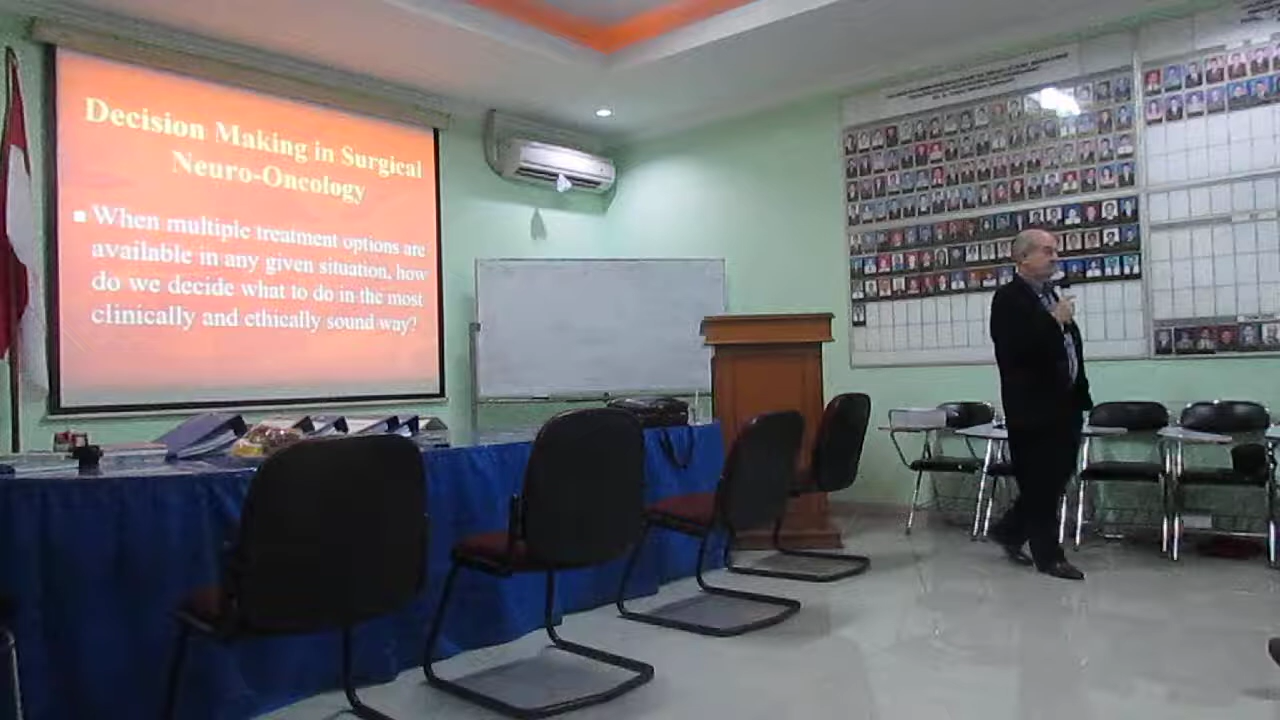 Decision Making in Surgical
Neuro-Oncology
When multiple treatment options are
available in any given situation, how
do we decide what to do in the most
clinically and ethically sound way?